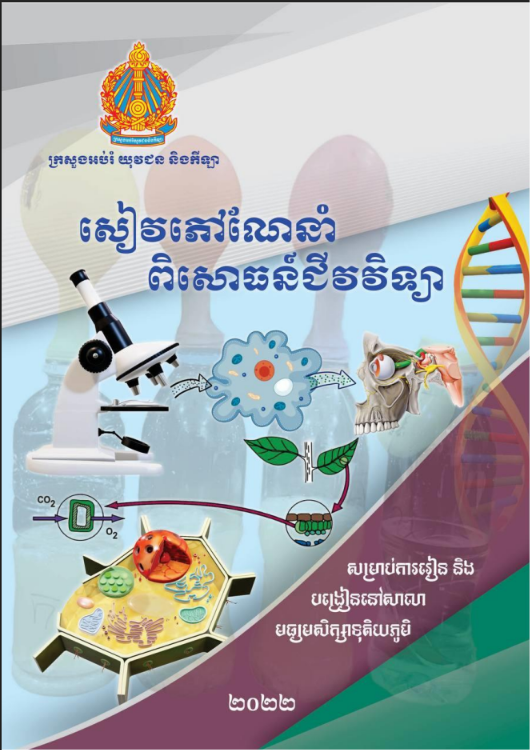 ក្រសួងអប់រំ យុវជន និងកីឡា
សៀវភៅណែនាំ
ពិសោធន៍ជីវវិទ្យា
CO₂
O₂
សម្រាប់ការរៀន និង
បង្រៀននៅសាលា
មធ្យមសិក្សាទុតិយភូមិ
២០២២